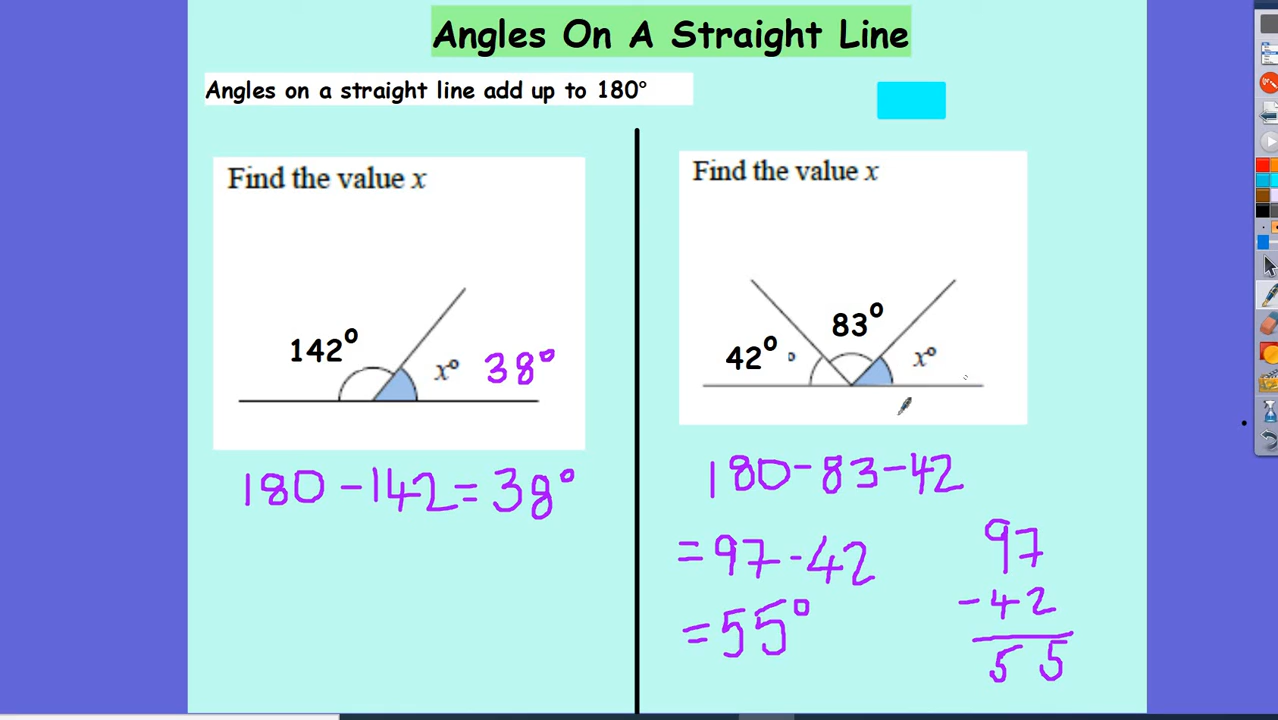 Angles On A Straight Line
Angles on a straight line add up to 180°
Find the value x
142°
x° 38°
180 - 142 = 38°
Find the value x
83°
42°
x°
180 - 83 - 42
= 97 - 42
= 55°
97
- 42
55